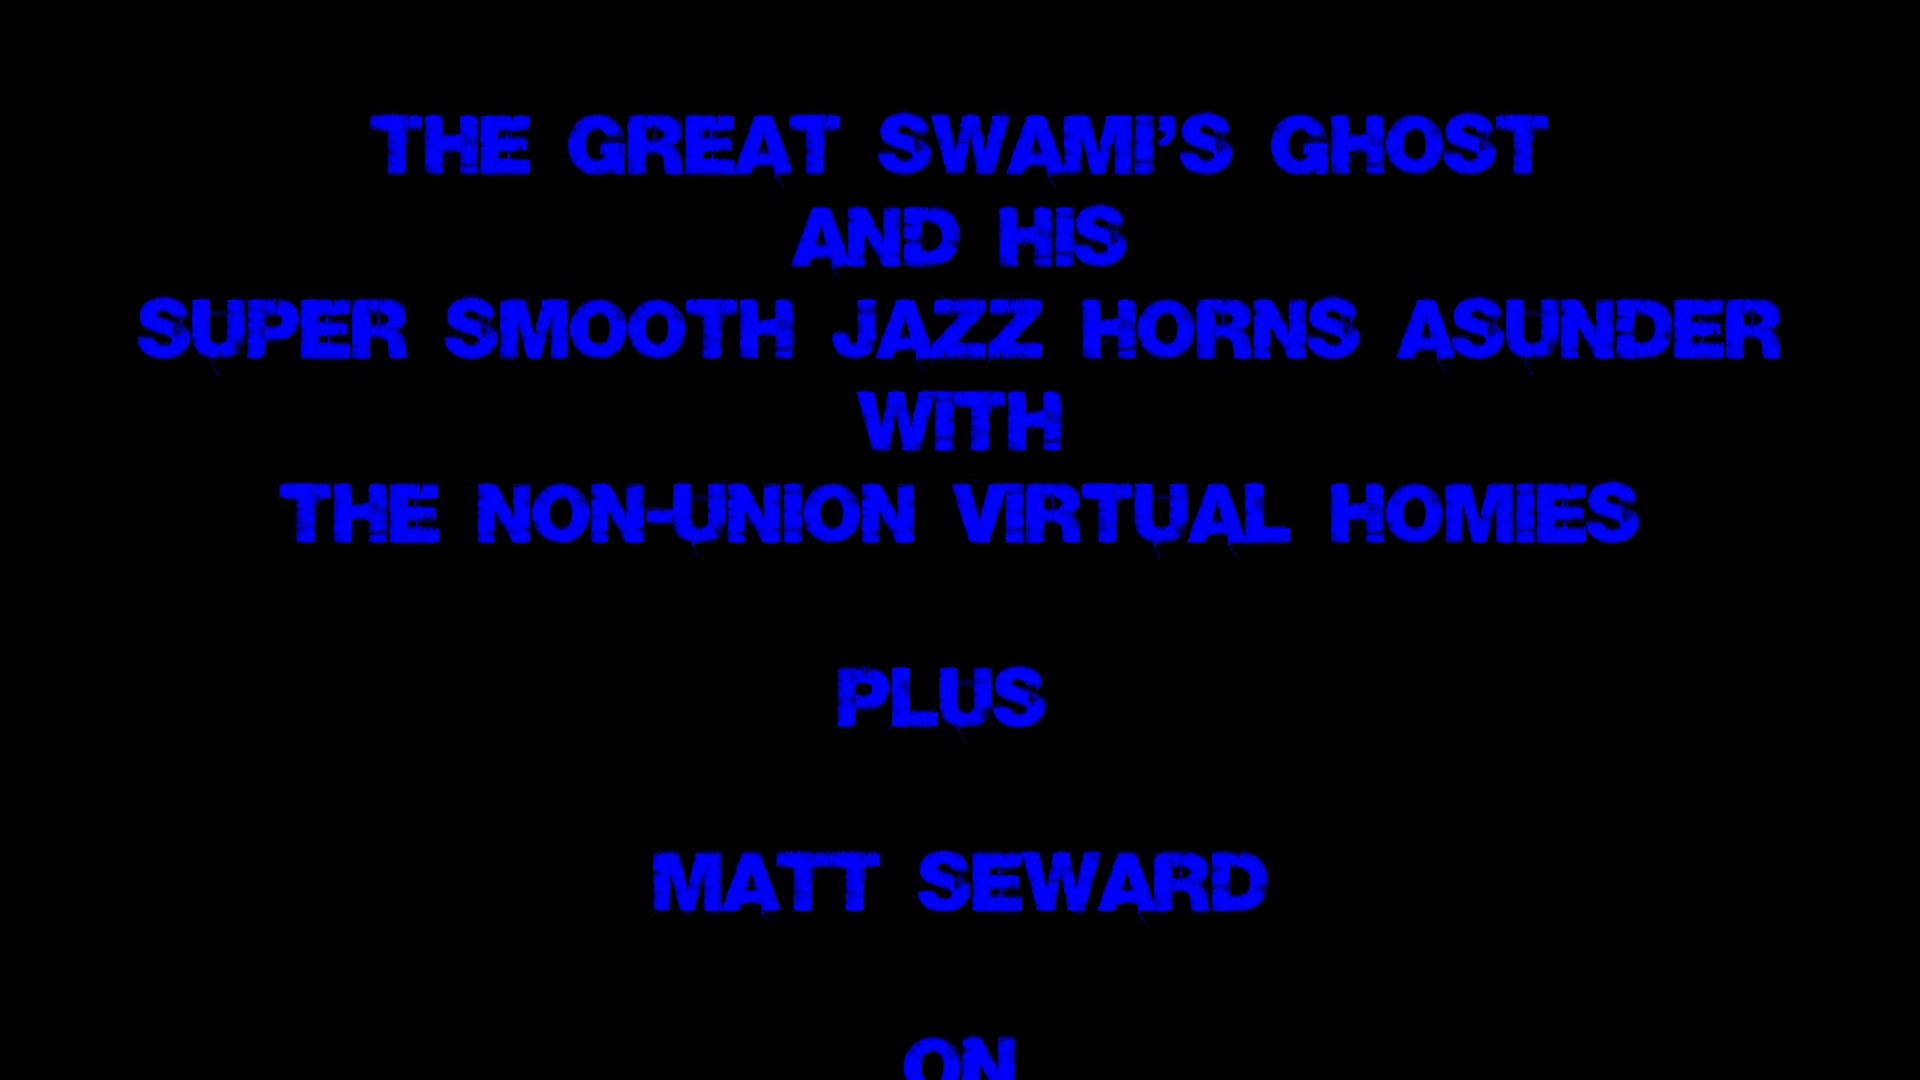 THE GREAT SWAMI'S GHOST
AND HIS
SUPER SMOOTH JAZZ HORNS ASUNDER
WITH
THE NON-UNION VIRTUAL HOMIES
PLUS
MATT SEWARD
ON